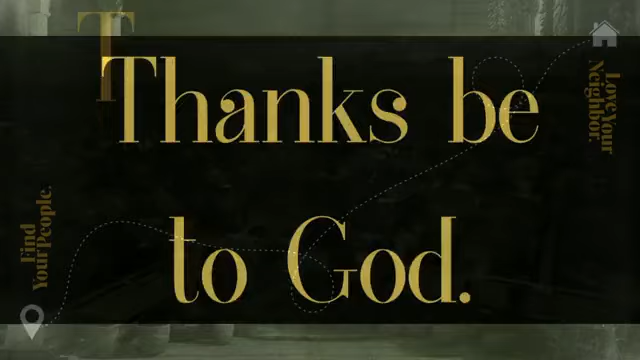 T
Thanks be
to God.
Love Your
Neighbor.
Find
Your People.